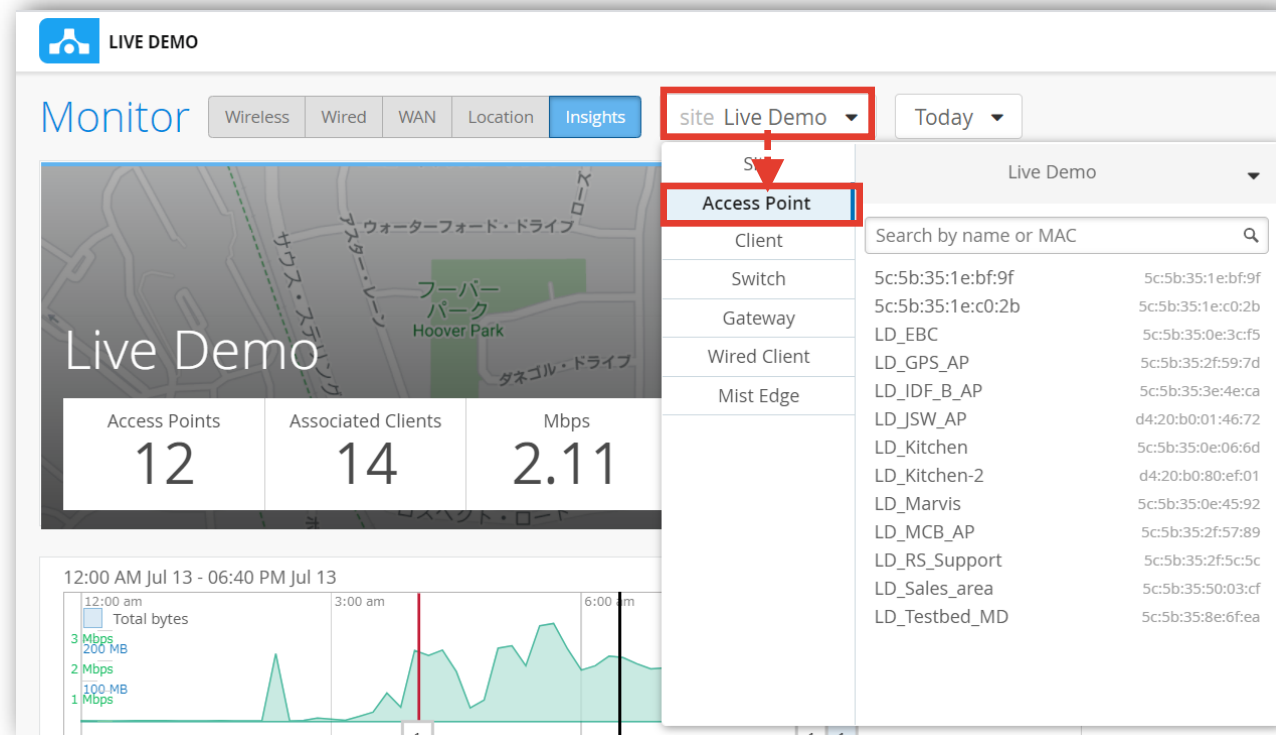 LIVE DEMO
Monitor
Wireless
Wired
WAN
Location
Insights
site Live Demo
Today
Access Point
Client
Switch
Gateway
Wired Client
Mist Edge
Live Demo
Search by name or MAC
5c:5b:35:1e:bf:9f 5c:5b:35:1e:bf:9f
5c:5b:35:1e:c0:2b 5c:5b:35:1e:c0:2b
LD_EBC 5c:5b:35:0e:3c:f5
LD_GPS_AP 5c:5b:35:2f:59:7d
LD_IDF_B_AP 5c:5b:35:3e:4e:ca
LD_JSW_AP d4:20:b0:01:46:72
LD_Kitchen 5c:5b:35:0e:06:6d
LD_Kitchen-2 d4:20:b0:80:ef:01
LD_Marvis 5c:5b:35:0e:45:92
LD_MCB_AP 5c:5b:35:2f:57:89
LD_RS_Support 5c:5b:35:2f:5c:5c
LD_Sales_area 5c:5b:35:50:03:cf
LD_Testbed_MD 5c:5b:35:8e:6f:ea
ウォーターフォード・ドライブ
アスター・レーン
サウス・ステリング
フーバー
パーク
Hoover Park
ダネゴル・ドライブ
Live Demo
Access Points
12
Associated Clients
14
Mbps
2.11
12:00 AM Jul 13 - 06:40 PM Jul 13
12:00 am
3:00 am
6:00 am
Total bytes
3 Mbps
200 MB
2 Mbps
100 MB
1 Mbps